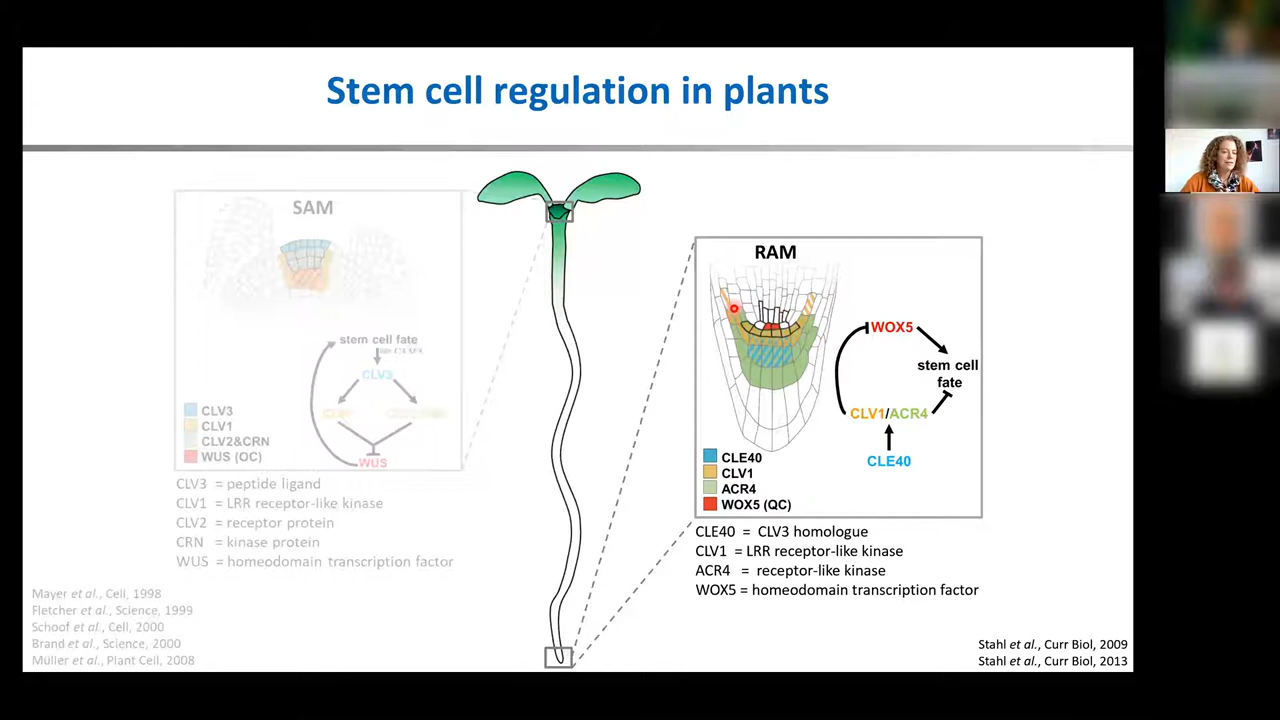 Stem cell regulation in plants
SAM
stem cell fate
CLV3
WUS
CLV3
CLV1
CLV2&CRN
WUS (OC)
CLV3 = peptide ligand
CLV1 = LRR receptor-like kinase
CLV2 = receptor protein
CRN = kinase protein
WUS = homeodomain transcription factor
Mayer et al., Cell, 1998
Fletcher et al., Science, 1999
Schoof et al., Cell, 2000
Brand et al., Science, 2000
Müller et al., Plant Cell, 2008
RAM
WOX5
stem cell
fate
CLV1/ACR4
CLE40
CLE40
CLV1
ACR4
WOX5 (QC)
CLE40 = CLV3 homologue
CLV1 = LRR receptor-like kinase
ACR4 = receptor-like kinase
WOX5 = homeodomain transcription factor
Stahl et al., Curr Biol, 2009
Stahl et al., Curr Biol, 2013